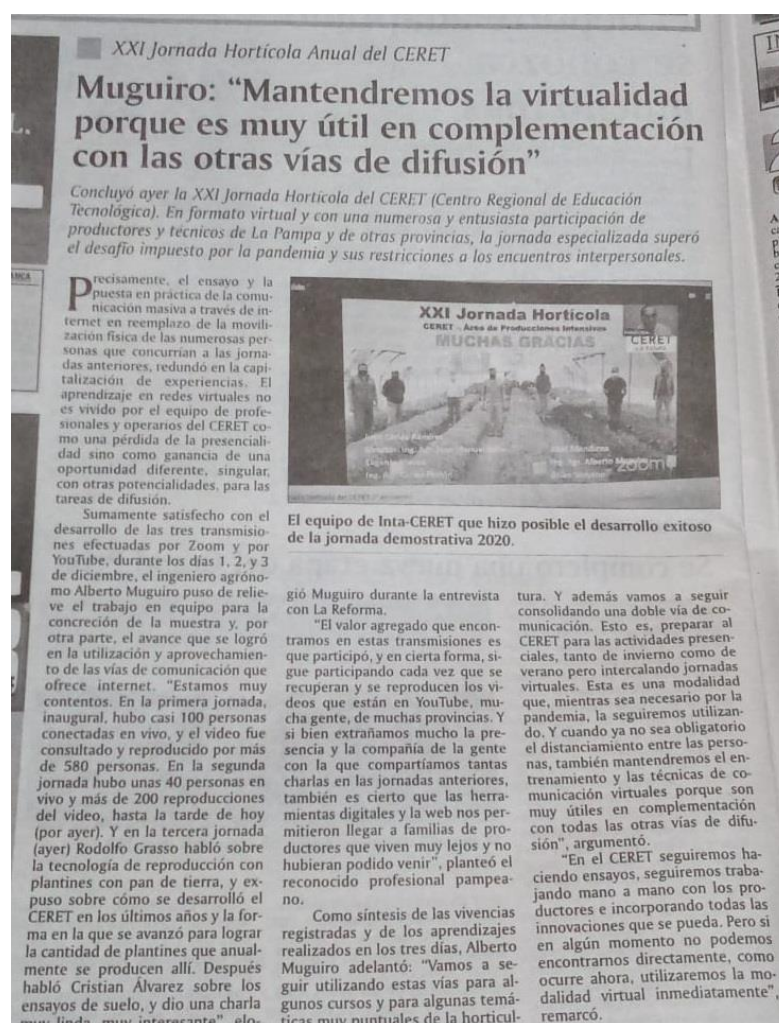 XXI Jornada Hortícola Anual del CERET
Muguiro: “Mantendremos la virtualidad
porque es muy útil en complementación
con las otras vías de difusión”
Concluyó ayer la XXI Jornada Hortícola del CERET (Centro Regional de Educación
Tecnológica). En formato virtual y con una numerosa y entusiasta participación de
productores y técnicos de La Pampa y de otras provincias, la jornada especializada superó
el desafío impuesto por la pandemia y sus restricciones a los encuentros interpersonales.
Precisamente, el ensayo y la
puesta en práctica de la comu-
nicación masiva a través de in-
ternet en reemplazo de la movili-
zación física de las numerosas per-
sonas que concurrían a las jorna-
das anteriores, redundó en la capi-
talización de experiencias. El
aprendizaje en redes virtuales no
es vivido por el equipo de profe-
sionales y operarios del CERET co-
mo una pérdida de la presenciali-
dad sino como ganancia de una
oportunidad diferente, singular,
con otras potencialidades, para las
tareas de difusión.
Sumamente satisfecho con el
desarrollo de las tres transmisio-
nes efectuadas por Zoom y por
YouTube, durante los días 1, 2, y 3
de diciembre, el ingeniero agróno-
mo Alberto Muguiro puso de relie-
ve el trabajo en equipo para la
concreción de la muestra y, por
otra parte, el avance que se logró
en la utilización y aprovechamien-
to de las vías de comunicación que
ofrece internet. “Estamos muy
contentos. En la primera jornada,
inaugural, hubo casi 100 personas
conectadas en vivo, y el video fue
consultado y reproducido por más
de 580 personas. En la segunda
jornada hubo unas 40 personas en
vivo y más de 200 reproducciones
del video, hasta la tarde de hoy
(por ayer). Y en la tercera jornada
(ayer) Rodolfo Grasso habló sobre
la tecnología de reproducción con
plantines con pan de tierra, y ex-
puso sobre cómo se desarrolló el
CERET en los últimos años y la for-
ma en la que se avanzó para lograr
la cantidad de plantines que anual-
mente se producen allí. Después
habló Cristian Álvarez sobre los
ensayos de suelo, y dio una charla
muy linda, muy interesante”, elo-
XXI Jornada Hortícola
CERET - Área de Producciones Intensivas
MUCHAS GRACIAS
CERET
zoom
El equipo de Inta-CERET que hizo posible el desarrollo exitoso
de la jornada demostrativa 2020.
gió Muguiro durante la entrevista
con La Reforma.
“El valor agregado que encon-
tramos en estas transmisiones es
que participó, y en cierta forma, si-
gue participando cada vez que se
recuperan y se reproducen los vi-
deos que están en YouTube, mu-
cha gente, de muchas provincias. Y
si bien extrañamos mucho la pre-
sencia y la compañía de la gente
con la que compartíamos tantas
charlas en las jornadas anteriores,
también es cierto que las herra-
mientas digitales y la web nos per-
mitieron llegar a familias de pro-
ductores que viven muy lejos y no
hubieran podido venir”, planteó el
reconocido profesional pampea-
no.
Como síntesis de las vivencias
registradas y de los aprendizajes
realizados en los tres días, Alberto
Muguiro adelantó: “Vamos a se-
guir utilizando estas vías para al-
gunos cursos y para algunas temá-
ticas muy puntuales de la horticul-
tura. Y además vamos a seguir
consolidando una doble vía de co-
municación. Esto es, preparar al
CERET para las actividades presen-
ciales, tanto de invierno como de
verano pero intercalando jornadas
virtuales. Esta es una modalidad
que, mientras sea necesario por la
pandemia, la seguiremos utilizan-
do. Y cuando ya no sea obligatorio
el distanciamiento entre las perso-
nas, también mantendremos el en-
trenamiento y las técnicas de co-
municación virtuales porque son
muy útiles en complementación
con todas las otras vías de difu-
sión”, argumentó.
“En el CERET seguiremos ha-
ciendo ensayos, seguiremos traba-
jando mano a mano con los pro-
ductores e incorporando todas las
innovaciones que se pueda. Pero si
en algún momento no podemos
encontrarnos directamente, como
ocurre ahora, utilizaremos la mo-
dalidad virtual inmediatamente”,
remarcó.